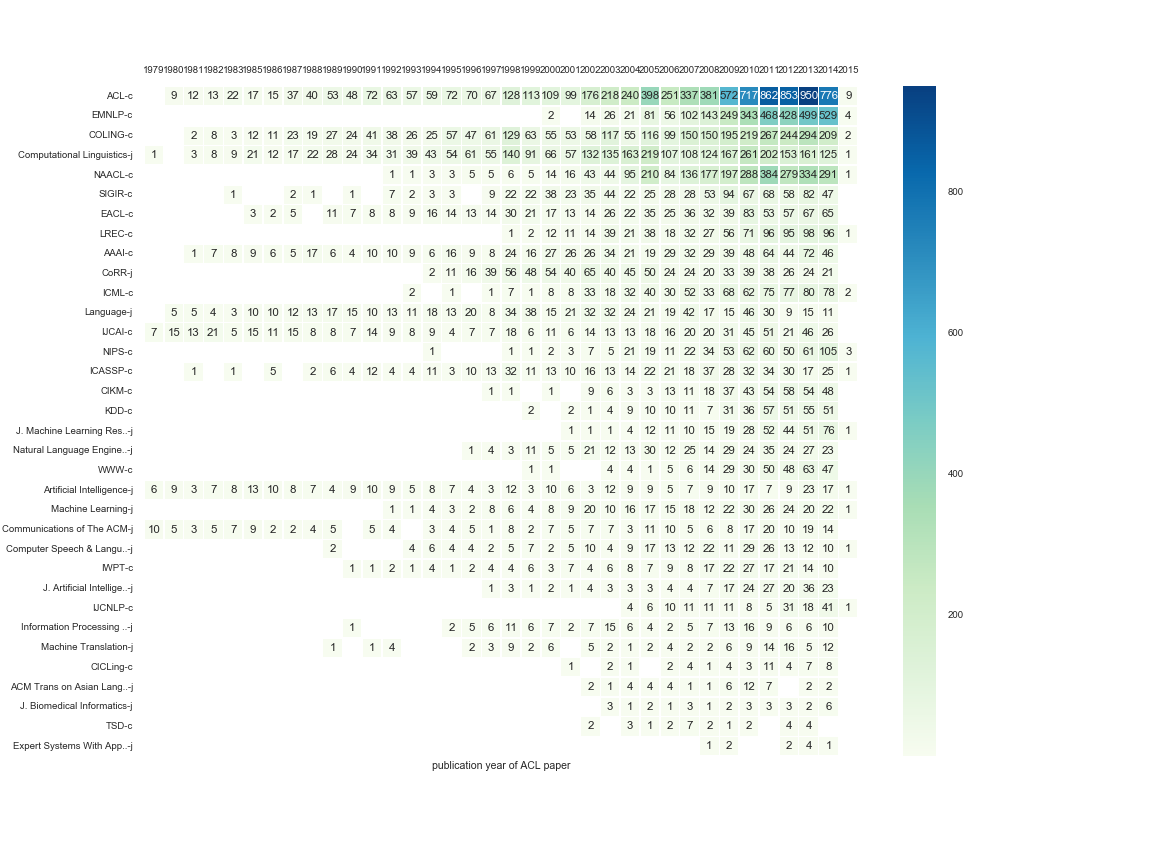 1979 1980 1981 1982 1983 1985 1986 1987 1988 1989 1990 1991 1992 1993 1994 1995 1996 1997 1998 1999 2000 2001 2002 2003 2004 2005 2006 2007 2008 2009 2010 2011 2012 2013 2014 2015
ACL-c 9 12 13 22 17 15 37 40 53 48 72 63 57 59 72 70 67 128 113 109 99 176 218 240 398 251 337 381 572 717 862 853 950 776 9
EMNLP-c 2 14 26 21 81 56 102 143 249 343 468 428 499 529 4
COLING-c 2 8 3 12 11 23 19 27 24 41 38 26 25 57 47 61 129 63 55 53 58 117 55 116 99 150 150 195 219 267 244 294 209 2
Computational Linguistics-j 1 3 8 9 21 12 17 22 28 24 34 31 39 43 54 61 55 140 91 66 57 132 135 163 219 107 108 124 167 261 202 153 161 125 1
NAACL-c 1 1 3 3 5 5 6 5 14 16 43 44 95 210 84 136 177 197 288 384 279 334 291 1
SIGIR-c 1 2 1 1 7 2 3 3 9 22 22 38 23 35 44 22 25 28 28 53 94 67 68 58 82 47
EACL-c 3 2 5 11 7 8 8 9 16 14 13 14 30 21 17 13 14 26 22 35 25 36 32 39 83 53 57 67 65
LREC-c 1 2 12 11 14 39 21 38 18 32 27 56 71 96 95 98 96 1
AAAI-c 1 7 8 9 6 5 17 6 4 10 10 9 6 16 9 8 24 16 27 26 26 34 21 19 29 32 29 39 48 64 44 72 46
CoRR-j 2 11 16 39 56 48 54 40 65 40 45 50 24 24 20 33 39 38 26 24 21
ICML-c 2 1 1 7 1 8 8 33 18 32 40 30 52 33 68 62 75 77 80 78 2
Language-j 5 5 4 3 10 10 12 13 17 15 10 13 11 18 13 20 8 34 38 15 21 32 32 24 21 19 42 17 15 46 30 9 15 11
IJCAI-c 7 15 13 21 5 15 11 15 8 8 7 14 9 8 9 4 7 7 18 6 11 6 14 13 13 18 16 20 20 31 45 51 21 46 26
NIPS-c 1 1 1 2 3 7 5 21 19 11 22 34 53 62 60 50 61 105 3
ICASSP-c 1 1 5 2 6 4 12 4 4 11 3 10 13 32 11 13 10 16 13 14 22 21 18 37 28 32 34 30 17 25 1
CIKM-c 1 1 1 9 6 3 3 13 11 18 37 43 54 58 54 48
KDD-c 2 2 1 4 9 10 10 11 7 31 36 57 51 55 51
J. Machine Learning Res..-j 1 1 1 4 12 11 10 15 19 28 52 44 51 76 1
Natural Language Engine..-j 1 4 3 11 5 5 21 12 13 30 12 25 14 29 24 35 24 27 23
WWW-c 1 1 4 4 1 5 6 14 29 30 50 48 63 47
Artificial Intelligence-j 6 9 3 7 8 13 10 8 7 4 9 10 9 5 8 7 4 3 12 3 10 6 3 12 9 9 5 7 9 10 17 7 9 23 17 1
Machine Learning-j 1 1 4 3 2 8 6 4 8 9 20 10 16 17 15 18 12 22 30 26 24 20 22 1
Communications of The ACM-j 10 5 3 5 7 9 2 2 4 5 5 4 3 4 5 1 8 2 7 5 7 7 3 11 10 5 6 8 17 20 10 19 14
Computer Speech & Langu..-j 2 4 6 4 4 2 5 7 2 5 10 4 9 17 13 12 22 11 29 26 13 12 10 1
IWPT-c 1 1 2 1 4 1 2 4 4 6 3 7 4 6 8 7 9 8 17 22 27 17 21 14 10
J. Artificial Intellige..-j 1 3 1 2 1 4 3 3 3 4 4 7 17 24 27 20 36 23
IJCNLP-c 4 6 10 11 11 11 8 5 31 18 41 1
Information Processing ..-j 1 2 5 6 11 6 7 2 7 15 6 4 2 5 7 13 16 9 6 6 10
Machine Translation-j 1 1 4 2 3 9 2 6 5 2 1 2 4 2 2 6 9 14 16 5 12
CICLing-c 1 2 1 2 4 1 4 3 11 4 7 8
ACM Trans on Asian Lang..-j 2 1 4 4 4 1 1 6 12 7 2 2
J. Biomedical Informatics-j 3 1 2 1 3 1 2 3 3 3 2 6
TSD-c 2 3 1 2 7 2 1 2 4 4
Expert Systems With App..-j 1 2 2 4 1
publication year of ACL paper
800
600
400
200